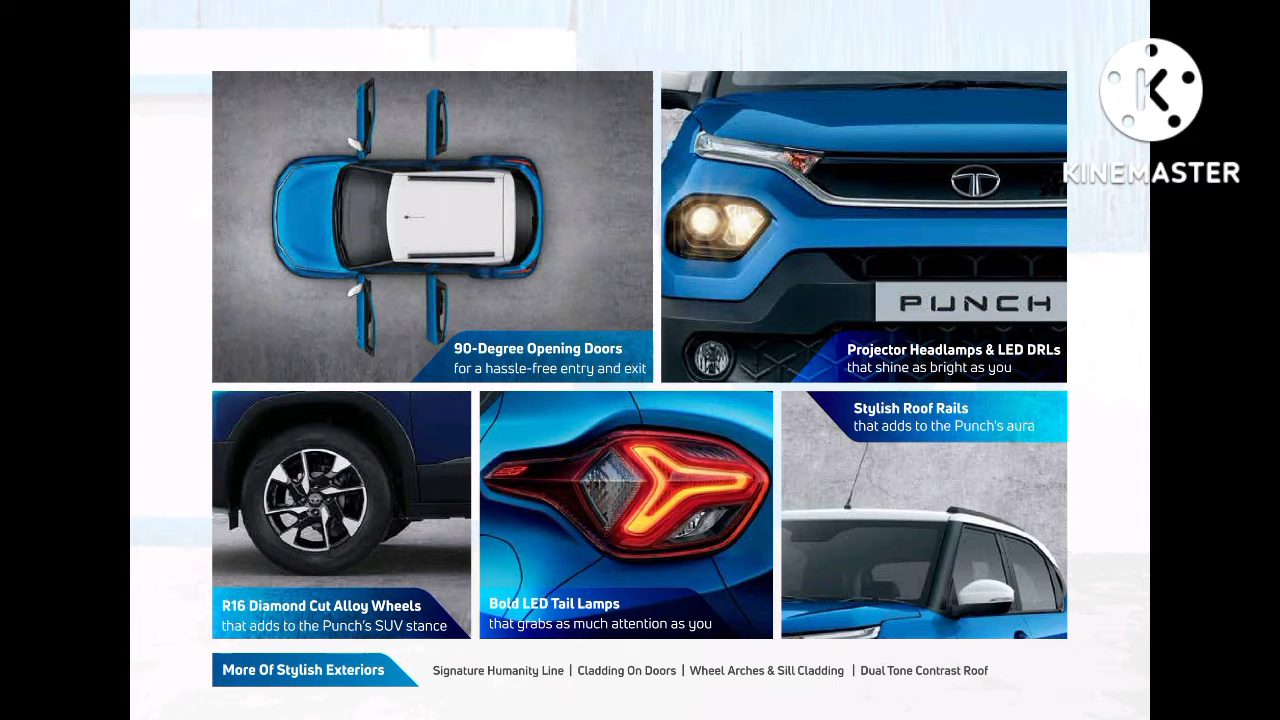 KINEMASTER
PUNCH
90-Degree Opening Doors
for a hassle-free entry and exit
Projector Headlamps & LED DRLs
that shine as bright as you
Stylish Roof Rails
that adds to the Punch's aura
R16 Diamond Cut Alloy Wheels
that adds to the Punch's SUV stance
Bold LED Tail Lamps
that grabs as much attention as you
More Of Stylish Exteriors
Signature Humanity Line | Cladding On Doors | Wheel Arches & Sill Cladding | Dual Tone Contrast Roof